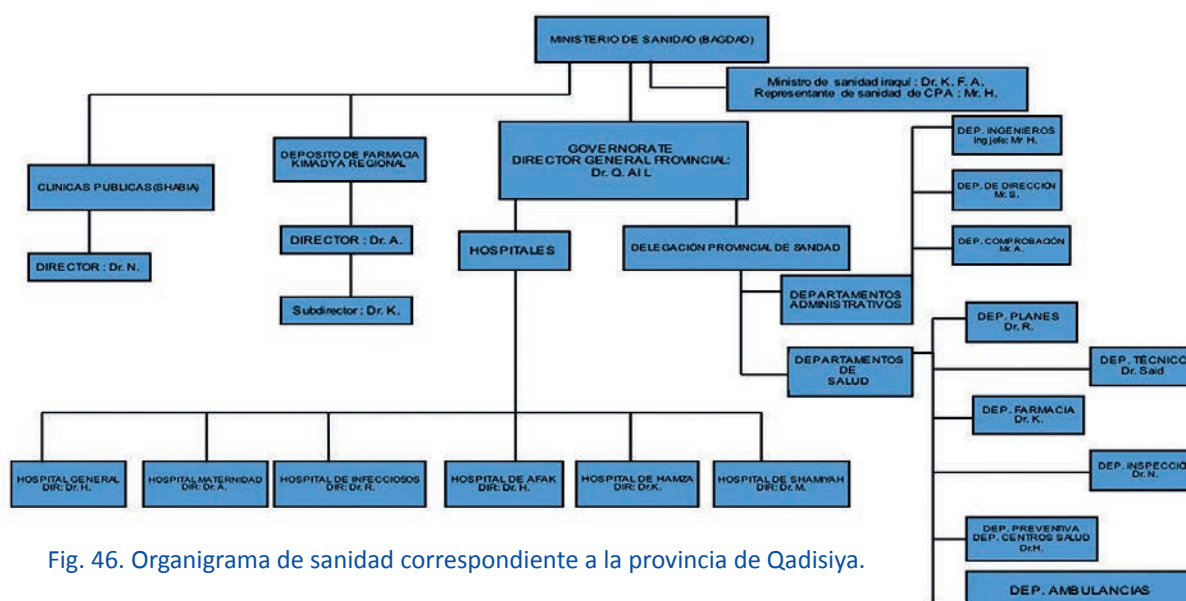 MINISTERIO DE SANIDAD (BAGDAD)
Ministro de sanidad iraquí : Dr. K. F. A.
Representante de sanidad de CPA : Mr. H.
CLINICAS PUBLICAS (SHABIA)
DIRECTOR : Dr. N.
DEPOSITO DE FARMACIA
KIMADYA REGIONAL
DIRECTOR : Dr. A.
Subdirector : Dr. K.
GOVERNORATE
DIRECTOR GENERAL PROVINCIAL:
Dr. Q. Al L
HOSPITALES
DELEGACIÓN PROVINCIAL DE SANIDAD
DEPARTAMENTOS
ADMINISTRATIVOS
DEP. INGENIEROS
Ing jefe: Mr H.
DEP. DE DIRECCIÓN
Mr. S.
DEP. COMPROBACIÓN
Mr. A.
DEPARTAMENTOS
DE
SALUD
DEP. PLANES
Dr. R.
DEP. TÉCNICO
Dr. Said
DEP. FARMACIA
Dr. K.
DEP. INSPECCIÓ
Dr. N.
DEP. PREVENTIVA
DEP. CENTROS SALUD
Dr.H.
DEP. AMBULANCIAS
HOSPITAL GENERAL
DIR: Dr. H.
HOSPITAL MATERNIDAD
DIR: Dr. A.
HOSPITAL DE INFECCIOSOS
DIR: Dr. R.
HOSPITAL DE AFAK
DIR: Dr. H.
HOSPITAL DE HAMZA
DIR: Dr.K.
HOSPITAL DE SHAMIYAH
DIR: Dr. M.
Fig. 46. Organigrama de sanidad correspondiente a la provincia de Qadisiya.